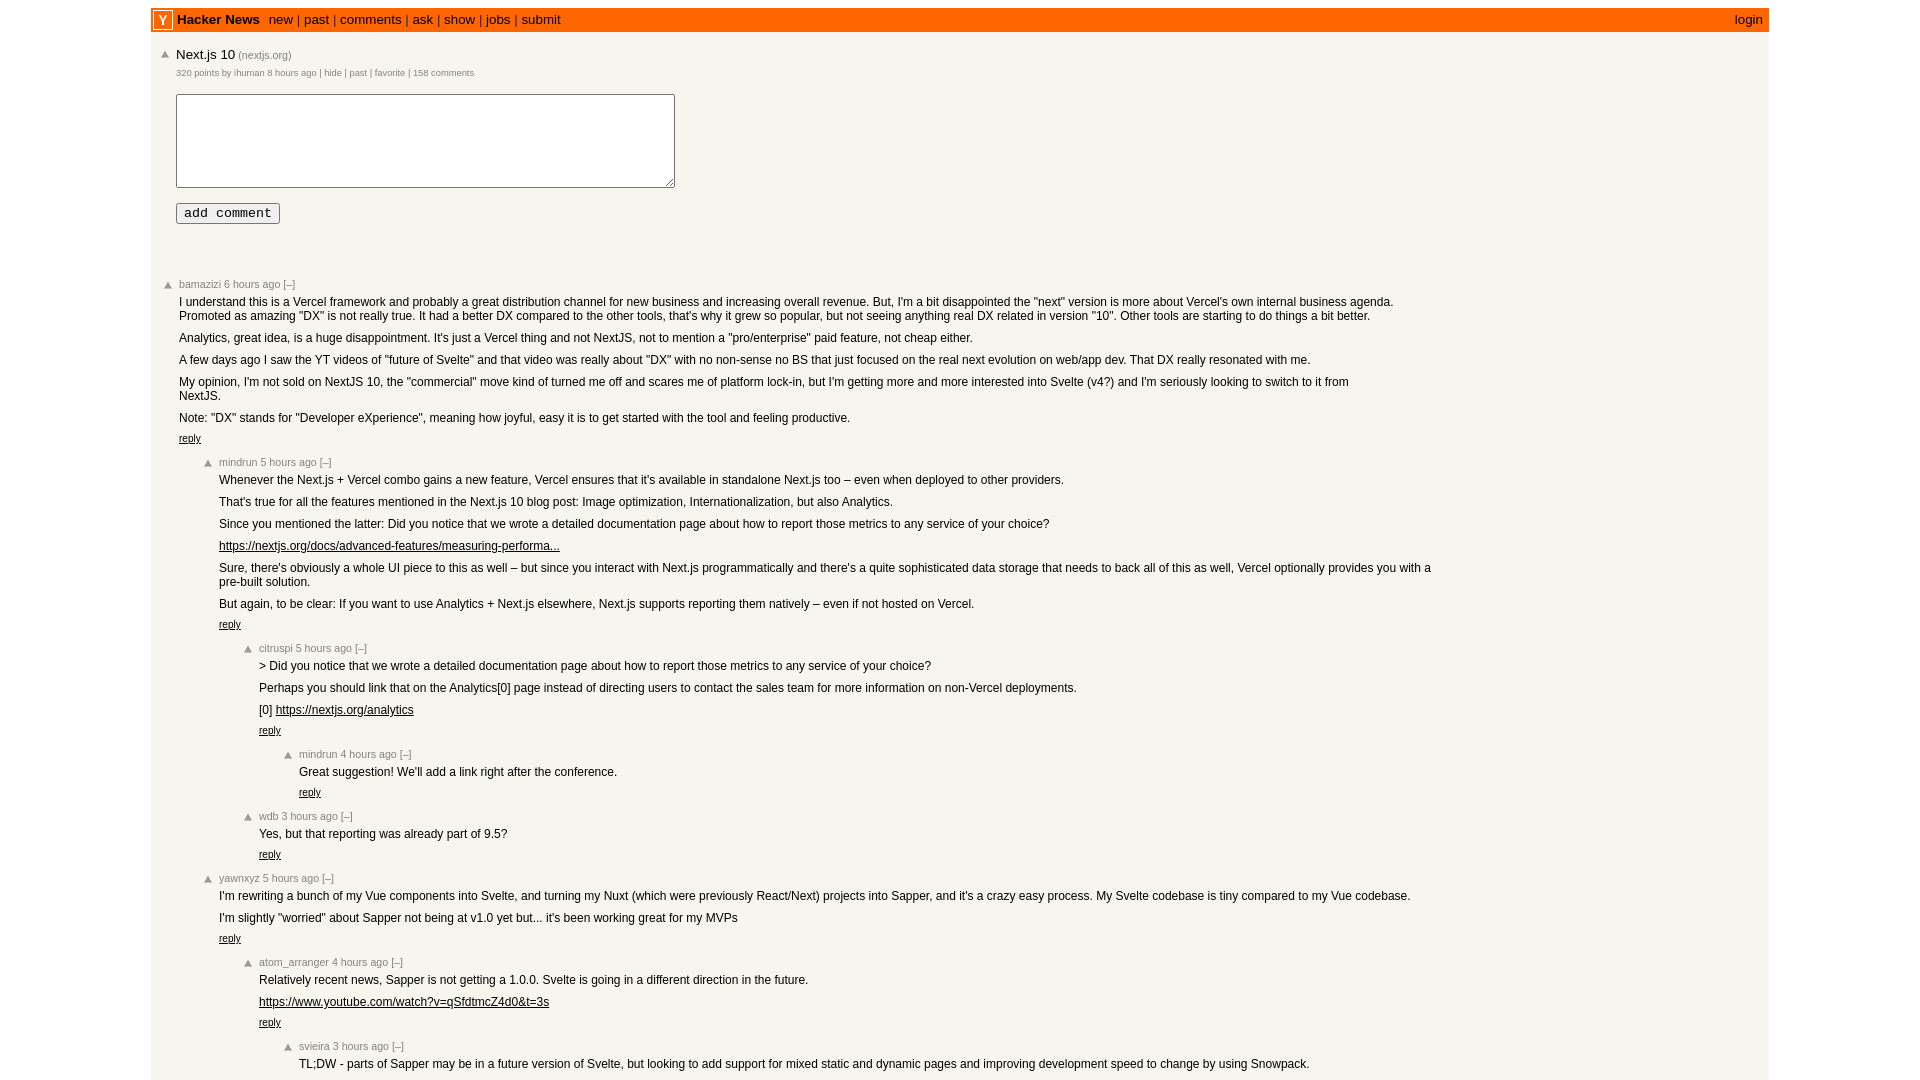 Y Hacker News new | past | comments | ask | show | jobs | submit login
Next.js 10 (nextjs.org)
320 points by ihuman 8 hours ago | hide | past | favorite | 158 comments
add comment
bamazizi 6 hours ago [–]
I understand this is a Vercel framework and probably a great distribution channel for new business and increasing overall revenue. But, I'm a bit disappointed the "next" version is more about Vercel's own internal business agenda.
Promoted as amazing "DX" is not really true. It had a better DX compared to the other tools, that's why it grew so popular, but not seeing anything real DX related in version "10". Other tools are starting to do things a bit better.
Analytics, great idea, is a huge disappointment. It's just a Vercel thing and not NextJS, not to mention a "pro/enterprise" paid feature, not cheap either.
A few days ago I saw the YT videos of "future of Svelte" and that video was really about "DX" with no non-sense no BS that just focused on the real next evolution on web/app dev. That DX really resonated with me.
My opinion, I'm not sold on NextJS 10, the "commercial" move kind of turned me off and scares me of platform lock-in, but I'm getting more and more interested into Svelte (v4?) and I'm seriously looking to switch to it from
NextJS.
Note: "DX" stands for "Developer eXperience", meaning how joyful, easy it is to get started with the tool and feeling productive.
reply
mindrun 5 hours ago [–]
Whenever the Next.js + Vercel combo gains a new feature, Vercel ensures that it's available in standalone Next.js too – even when deployed to other providers.
That's true for all the features mentioned in the Next.js 10 blog post: Image optimization, Internationalization, but also Analytics.
Since you mentioned the latter: Did you notice that we wrote a detailed documentation page about how to report those metrics to any service of your choice?
https://nextjs.org/docs/advanced-features/measuring-performa...
Sure, there's obviously a whole UI piece to this as well – but since you interact with Next.js programmatically and there's a quite sophisticated data storage that needs to back all of this as well, Vercel optionally provides you with a
pre-built solution.
But again, to be clear: If you want to use Analytics + Next.js elsewhere, Next.js supports reporting them natively – even if not hosted on Vercel.
reply
citruspi 5 hours ago [–]
> Did you notice that we wrote a detailed documentation page about how to report those metrics to any service of your choice?
Perhaps you should link that on the Analytics[0] page instead of directing users to contact the sales team for more information on non-Vercel deployments.
[0] https://nextjs.org/analytics
reply
mindrun 4 hours ago [–]
Great suggestion! We'll add a link right after the conference.
reply
wdb 3 hours ago [–]
Yes, but that reporting was already part of 9.5?
reply
yawnxyz 5 hours ago [–]
I'm rewriting a bunch of my Vue components into Svelte, and turning my Nuxt (which were previously React/Next) projects into Sapper, and it's a crazy easy process. My Svelte codebase is tiny compared to my Vue codebase.
I'm slightly "worried" about Sapper not being at v1.0 yet but... it's been working great for my MVPs
reply
atom_arranger 4 hours ago [–]
Relatively recent news, Sapper is not getting a 1.0.0. Svelte is going in a different direction in the future.
https://www.youtube.com/watch?v=qSfdtmcZ4d0&t=3s
reply
svieira 3 hours ago [–]
TL;DW - parts of Sapper may be in a future version of Svelte, but looking to add support for mixed static and dynamic pages and improving development speed to change by using Snowpack.